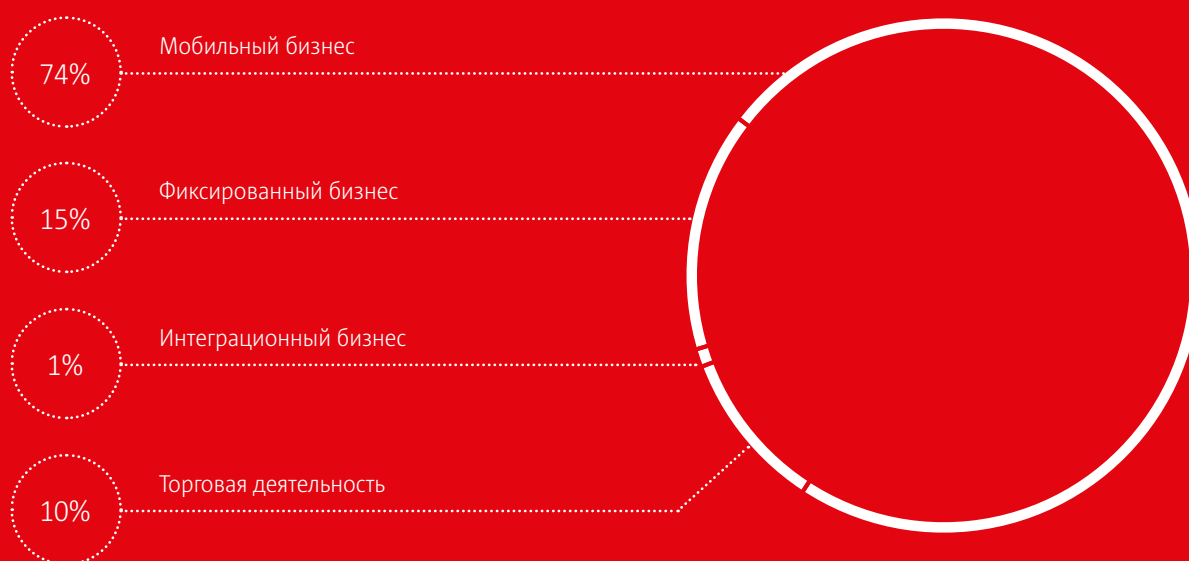 Мобильный бизнес
74%
Фиксированный бизнес
15%
Интеграционный бизнес
1%
Торговая деятельность
10%